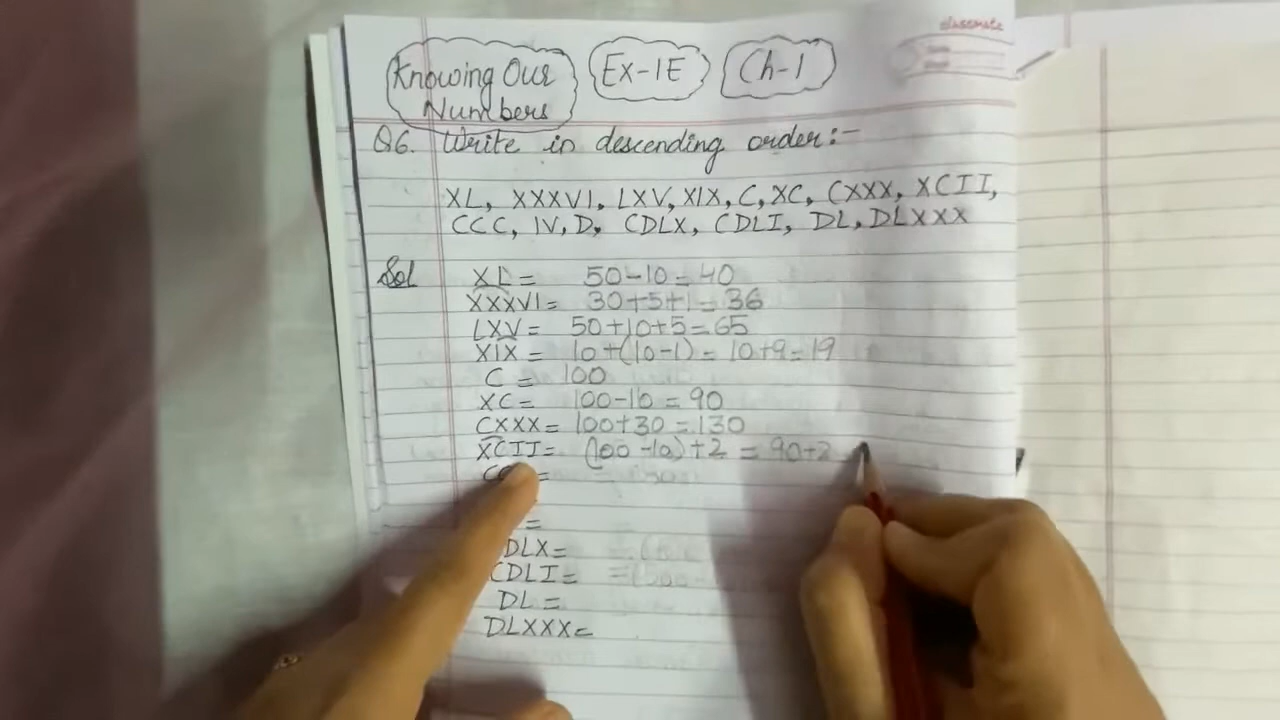 classmate
Knowing Our Numbers
Ex-1E
Ch-1
Q6. Write in descending order:-
XL, XXXVI, LXV, XIX, C, XC, CXXX, XCII,
CCC, IV, D, CDLX, CDLI, DL, DLXXX
Sol XL = 50-10=40
XXXVI= 30+5+1=36
LXV= 50+10+5=65
XIX = 10+(10-1)=10+9=19
C = 100
XC= 100-10=90
CXXX= 100+30=130
XCII= (100-10)+2=90+2
=
DLX=
CDLI=
DL=
DLXXX=